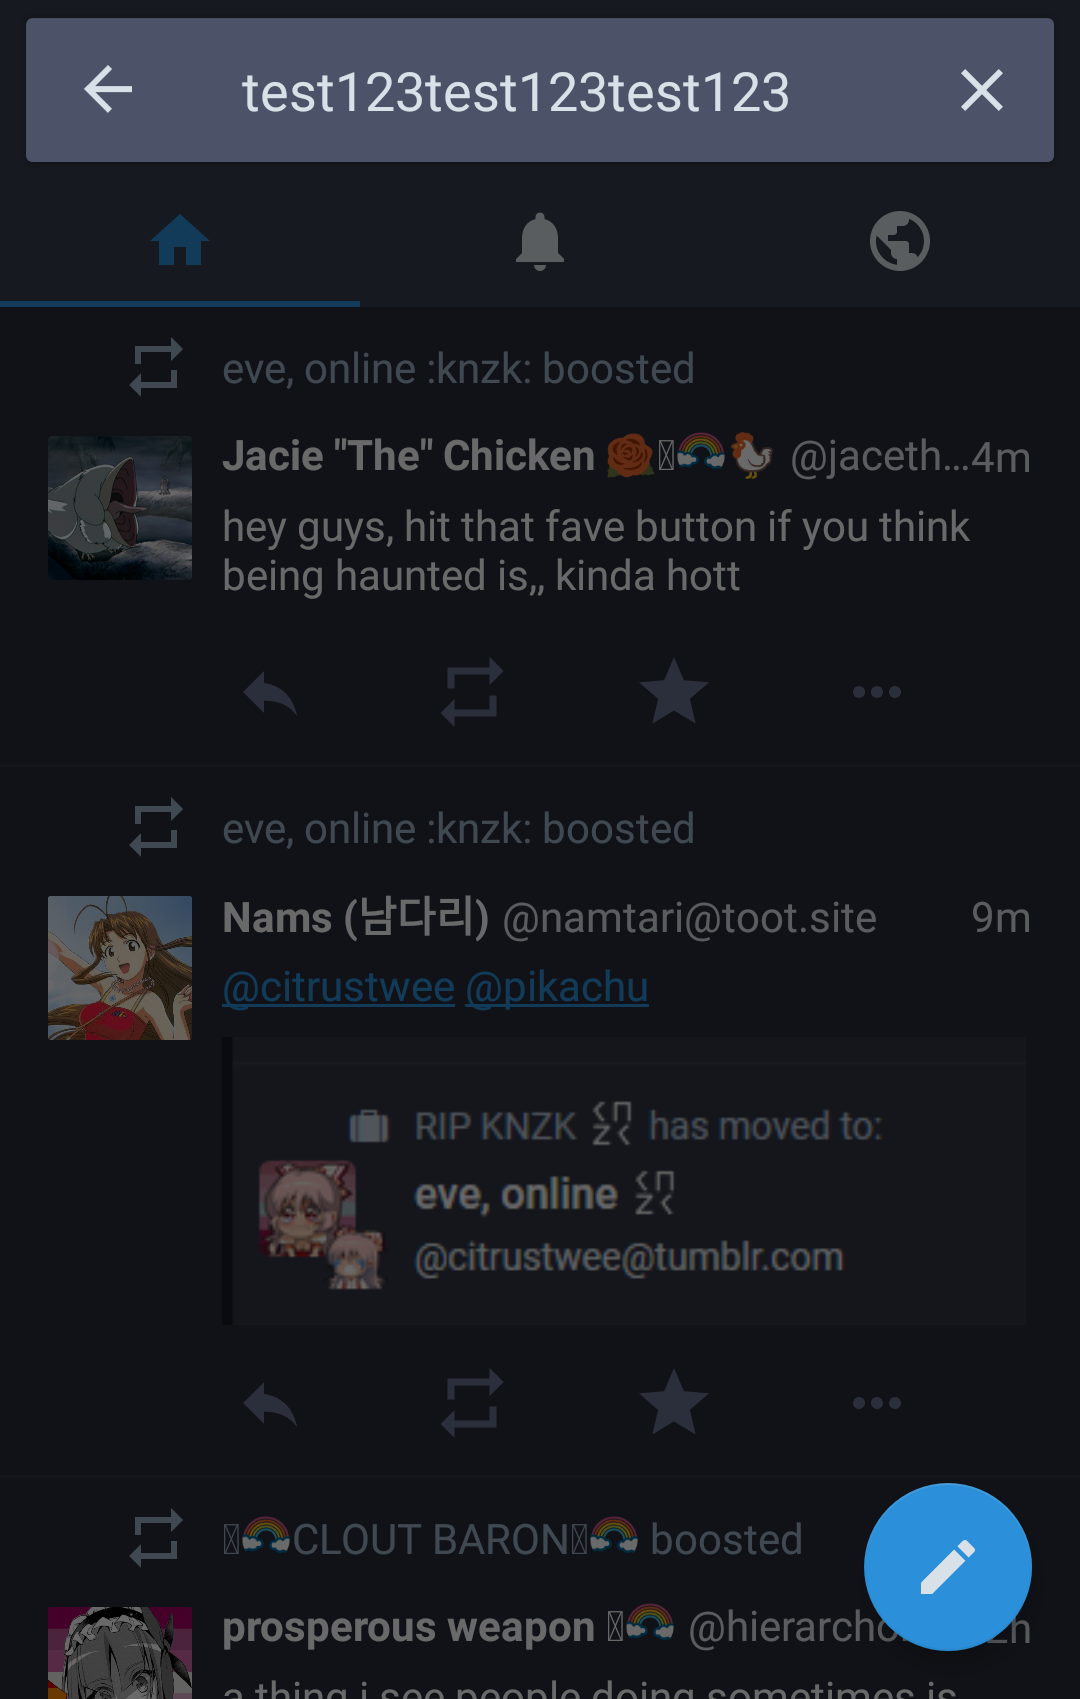 test123test123test123
eve, online :knzk: boosted
Jacie "The" Chicken 🌹🌈🐓 @jaceth...4m
hey guys, hit that fave button if you think
being haunted is,, kinda hott
eve, online :knzk: boosted
Nams (남다리) @namtari@toot.site 9m
@citrustwee @pikachu
RIP KNZK has moved to:
eve, online
@citrustwee@tumblr.com
🌈CLOUT BARON🌈 boosted
prosperous weapon 🌈 @hierarcho
a thing i see people doing sometimes is